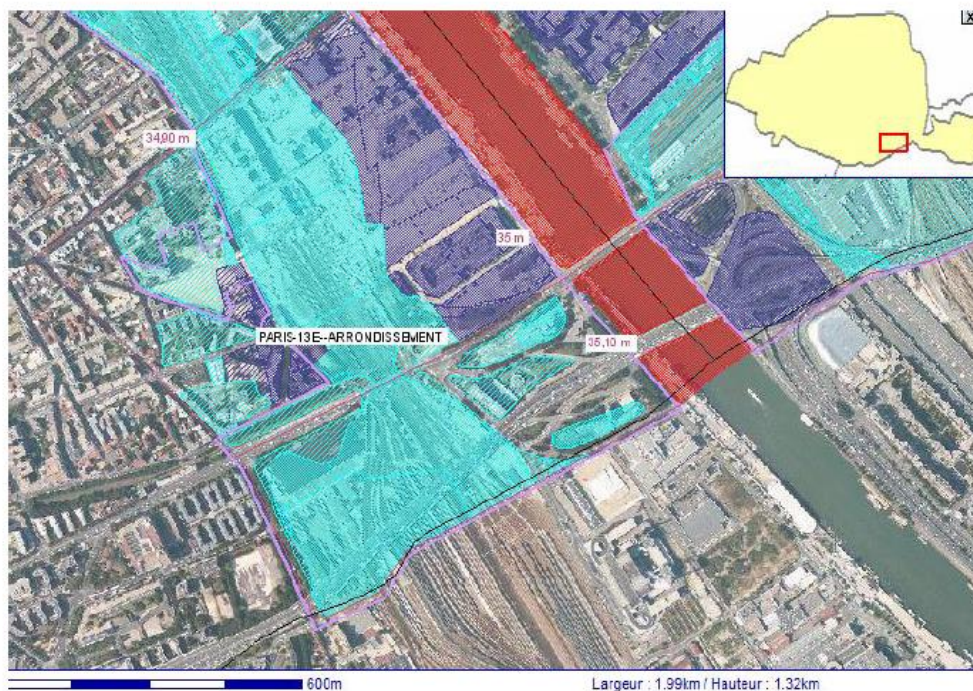 X
34,90 m
35 m
PARIS-13E--ARRONDISSEMENT
35,10 m
600m
Largeur : 1.99km / Hauteur : 1.32km